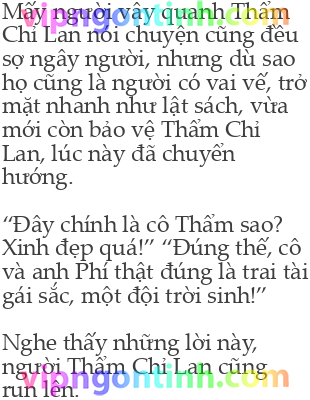 Mấy người vây quanh Thẩm
Chỉ Lan nói chuyện cũng đều
sợ ngây người, nhưng dù sao
họ cũng là người có vai vế, trở
mặt nhanh như lật sách, vừa
mới còn bảo vệ Thẩm Chỉ
Lan, lúc này đã chuyển
hướng.
“Đây chính là cô Thẩm sao?
Xinh đẹp quá!” “Đúng thế, cô
và anh Phí thật đúng là trai tài
gái sắc, một đội trời sinh!”
Nghe thấy những lời này,
người Thẩm Chỉ Lan cũng
run lên.
vipngontinh.com
vipngontinh.com